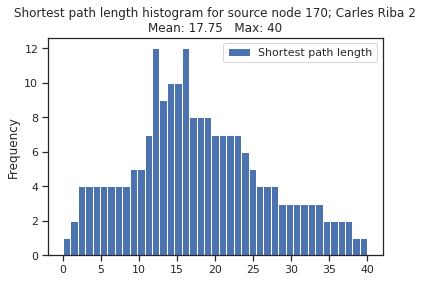 Shortest path length histogram for source node 170; Carles Riba 2
Mean: 17.75   Max: 40
Shortest path length
Frequency
12
10
8
6
4
2
0
0 5 10 15 20 25 30 35 40